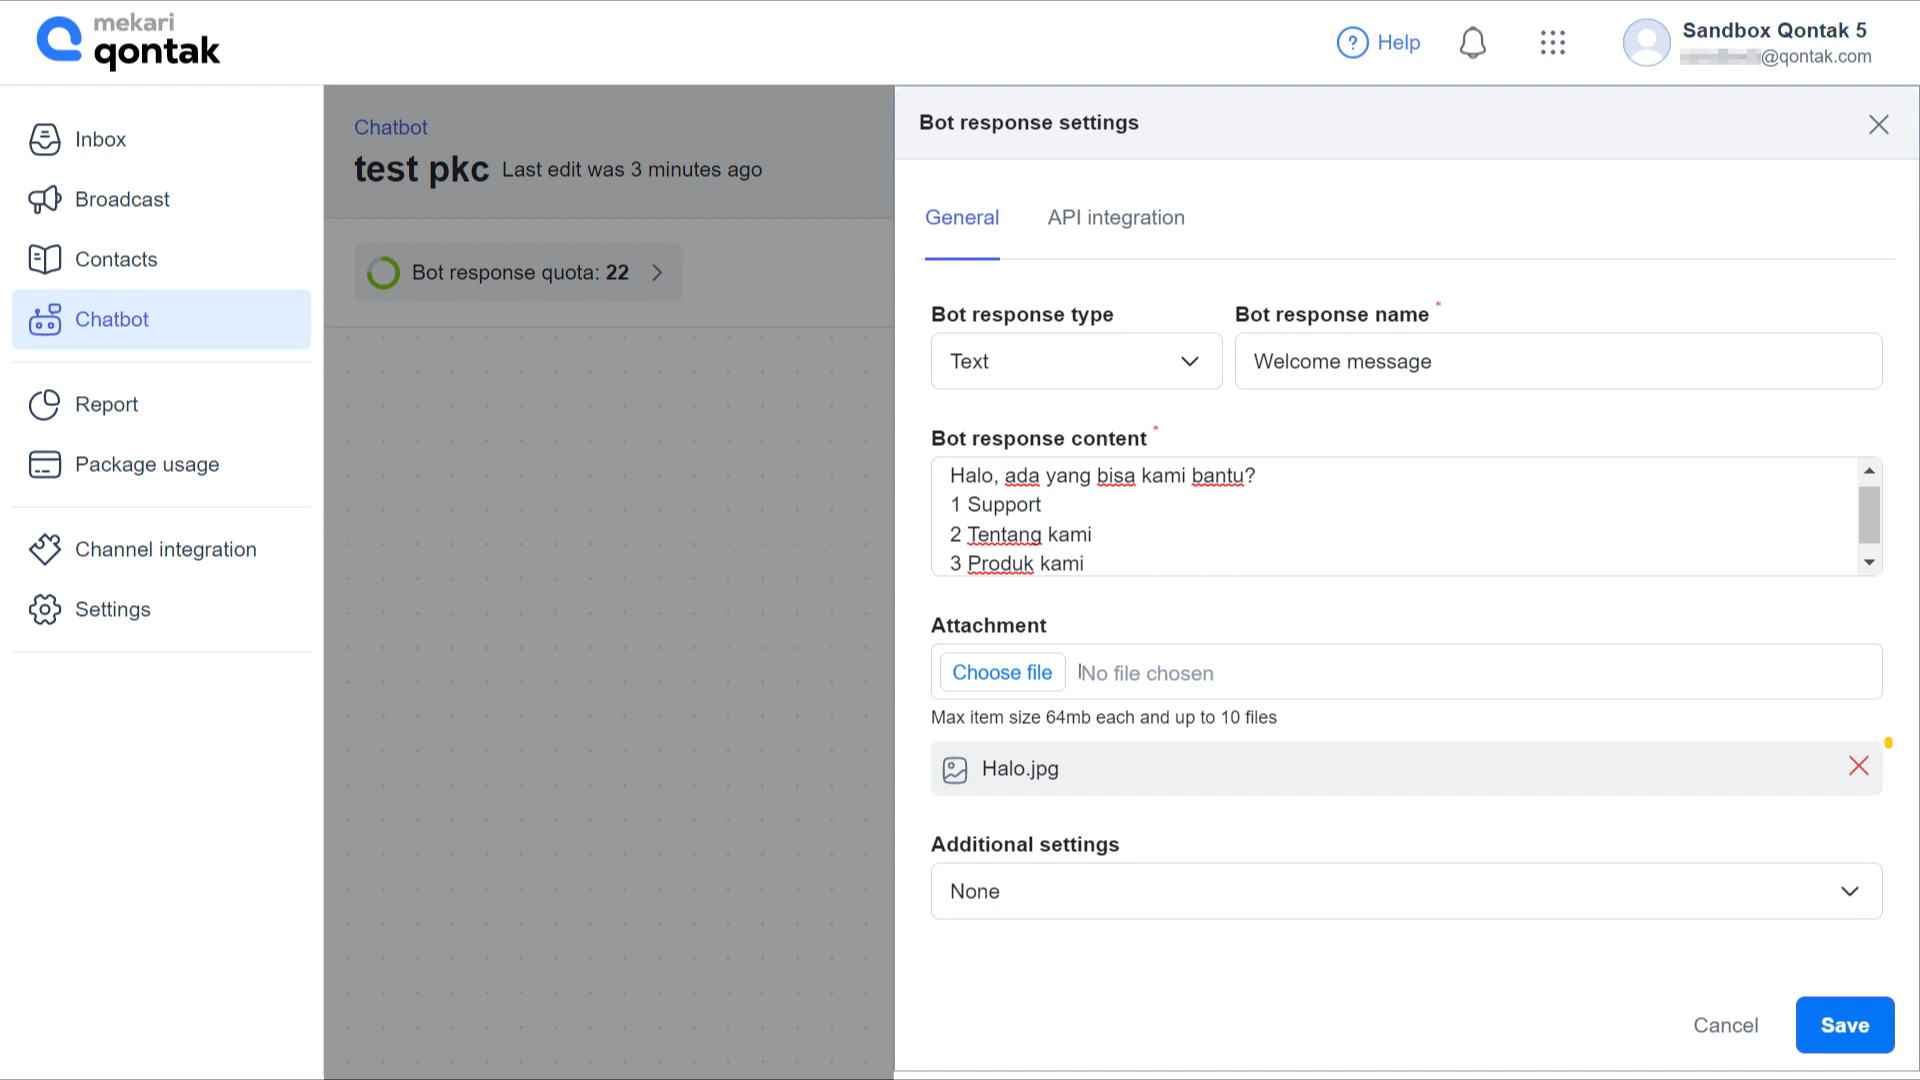 mekari
qontak
Help
Sandbox Qontak 5
@qontak.com
Inbox
Broadcast
Contacts
Chatbot
Report
Package usage
Channel integration
Settings
Chatbot
test pkc Last edit was 3 minutes ago
Bot response quota: 22
Bot response settings
General API integration
Bot response type Bot response name *
Text Welcome message
Bot response content *
Halo, ada yang bisa kami bantu?
1 Support
2 Tentang kami
3 Produk kami
Attachment
Choose file No file chosen
Max item size 64mb each and up to 10 files
Halo.jpg
Additional settings
None
Cancel Save